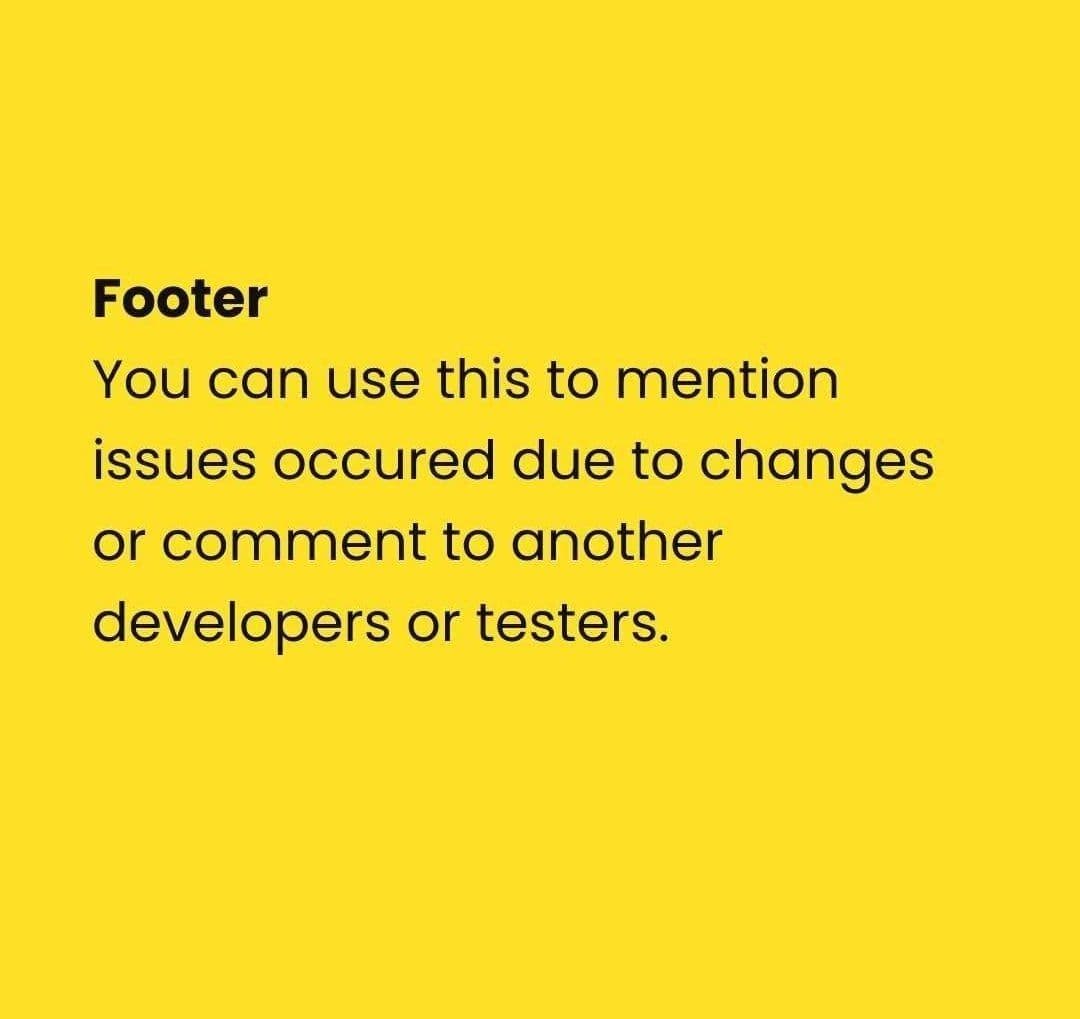 Footer
You can use this to mention
issues occured due to changes
or comment to another
developers or testers.